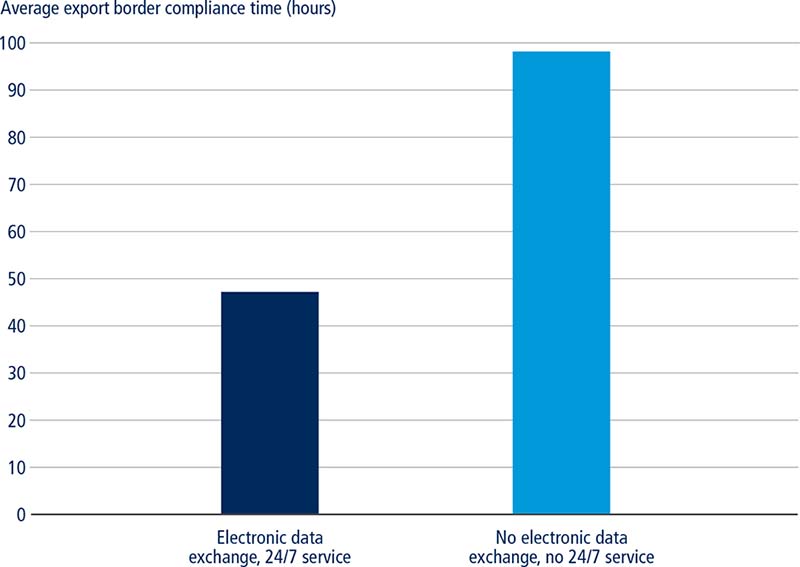 Average export border compliance time (hours)
100
90
80
70
60
50
40
30
20
10
0
Electronic data
exchange, 24/7 service
No electronic data
exchange, no 24/7 service